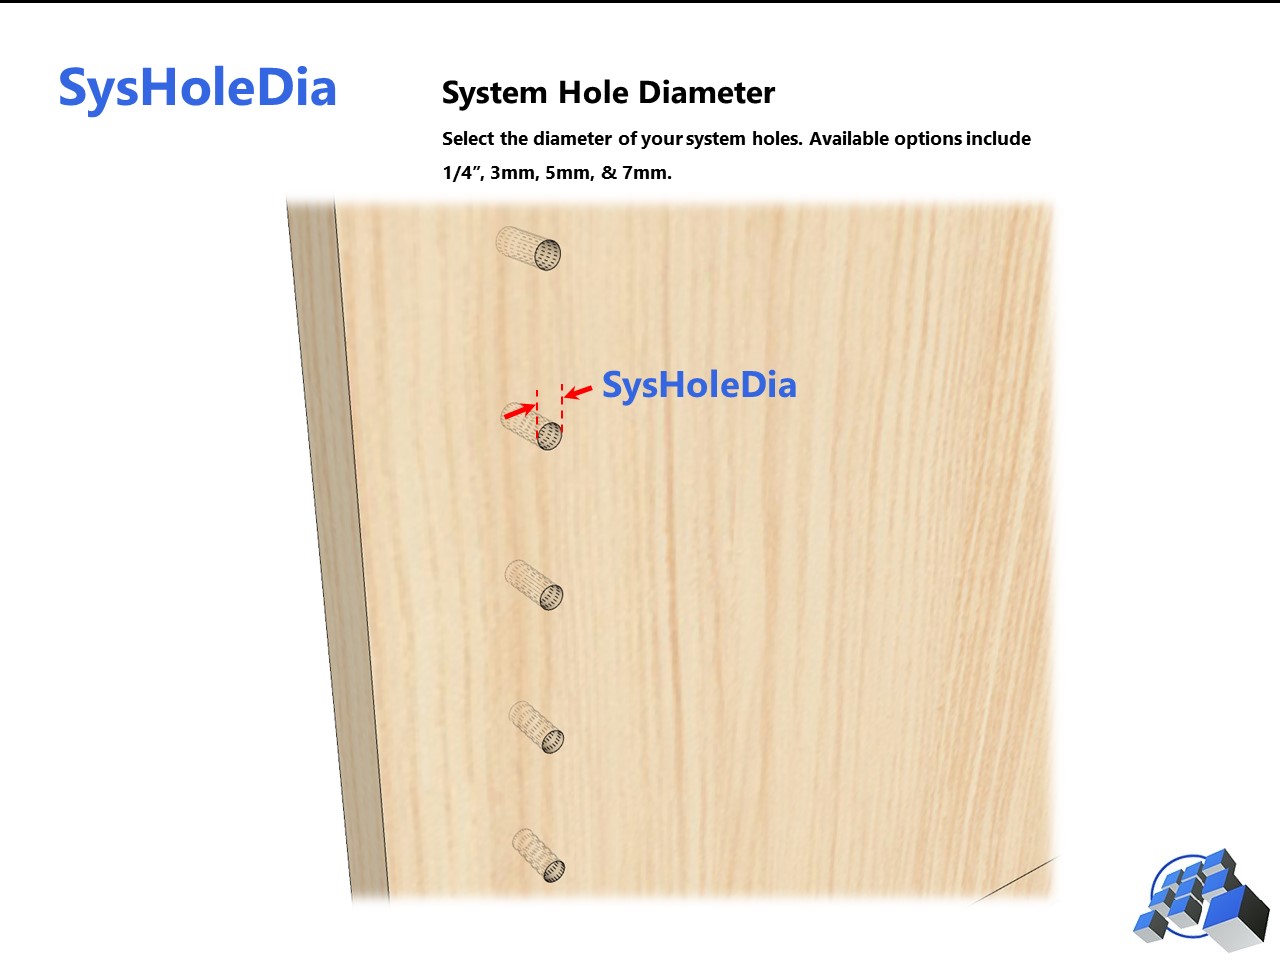 SysHoleDia
System Hole Diameter
Select the diameter of your system holes. Available options include
1/4”, 3mm, 5mm, & 7mm.
SysHoleDia